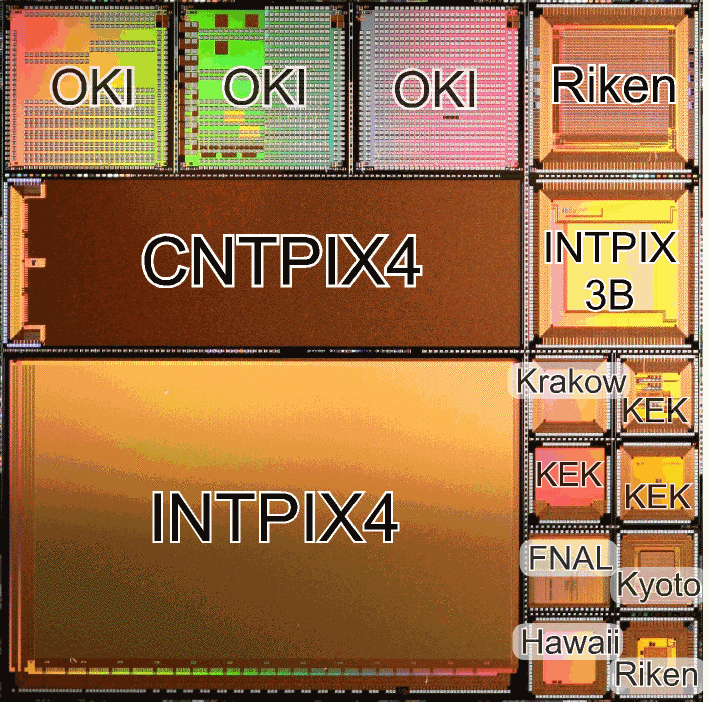 OKI
OKI
OKI
Riken
CNTPIX4
INTPIX
3B
Krakow
KEK
KEK
KEK
INTPIX4
FNAL
Kyoto
Hawaii
Riken